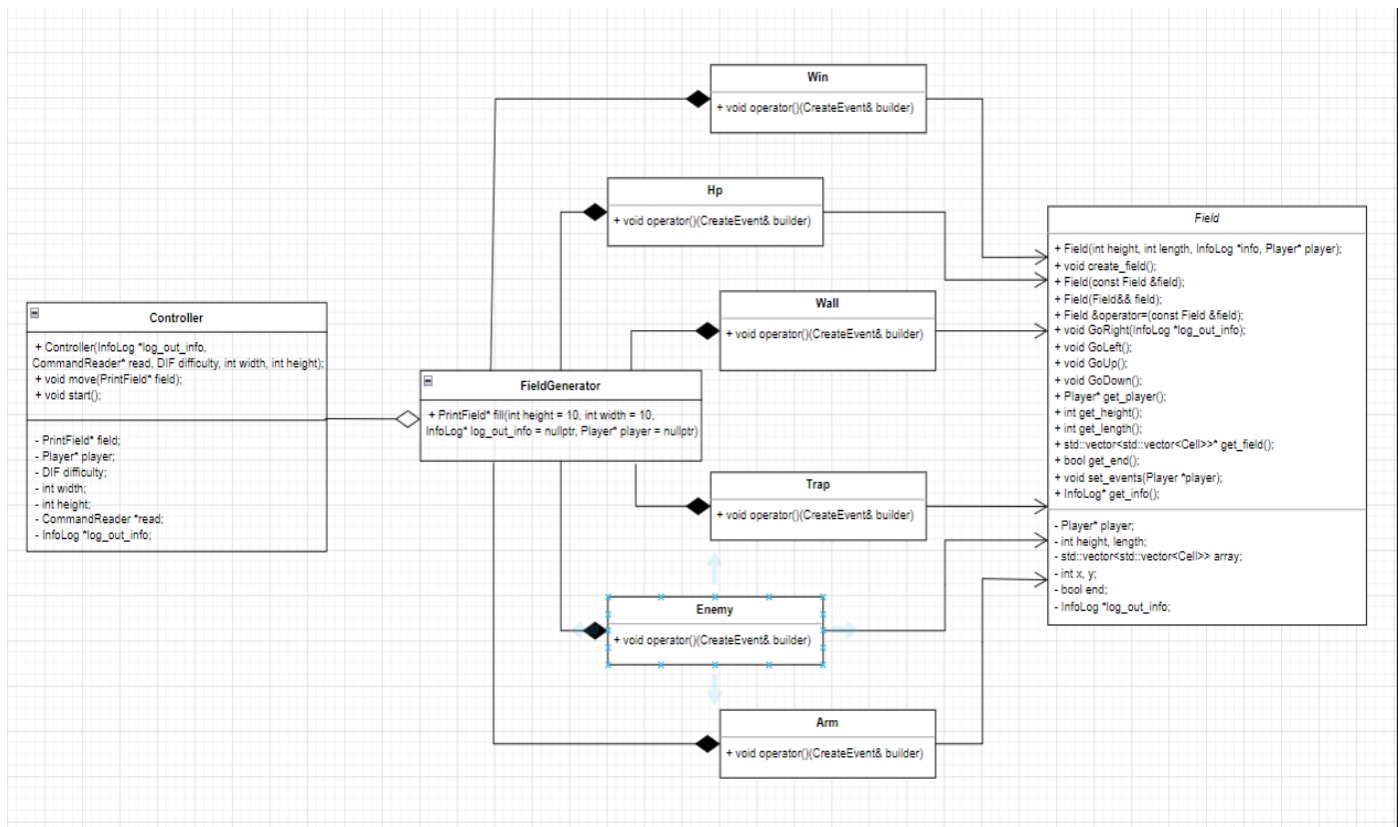 Win
+ void operator()(CreateEvent& builder)
Hp
+ void operator()(CreateEvent& builder)
Field
+ Field(int height, int length, InfoLog *info, Player* player);
+ void create_field();
+ Field(const Field &field);
+ Field(Field&& field);
+ Field &operator=(const Field &field);
+ void GoRight(InfoLog *log_out_info);
+ void GoLeft();
+ void GoUp();
+ void GoDown();
+ Player* get_player();
+ int get_height();
+ int get_length();
+ std::vector<std::vector<Cell>>* get_field();
+ bool get_end();
+ void set_events(Player *player);
+ InfoLog* get_info();
- Player* player;
- int height, length;
- std::vector<std::vector<Cell>> array;
- int x, y;
- bool end;
- InfoLog *log_out_info;
Wall
+ void operator()(CreateEvent& builder)
Controller
+ Controller(InfoLog *log_out_info,
CommandReader* read, DIF difficulty, int width, int height);
+ void move(PrintField* field);
+ void start();
- PrintField* field;
- Player* player;
- DIF difficulty;
- int width;
- int height;
- CommandReader *read;
- InfoLog *log_out_info;
FieldGenerator
+ PrintField* fill(int height = 10, int width = 10,
InfoLog* log_out_info = nullptr, Player* player = nullptr)
Trap
+ void operator()(CreateEvent& builder)
Enemy
+ void operator()(CreateEvent& builder)
Arm
+ void operator()(CreateEvent& builder)